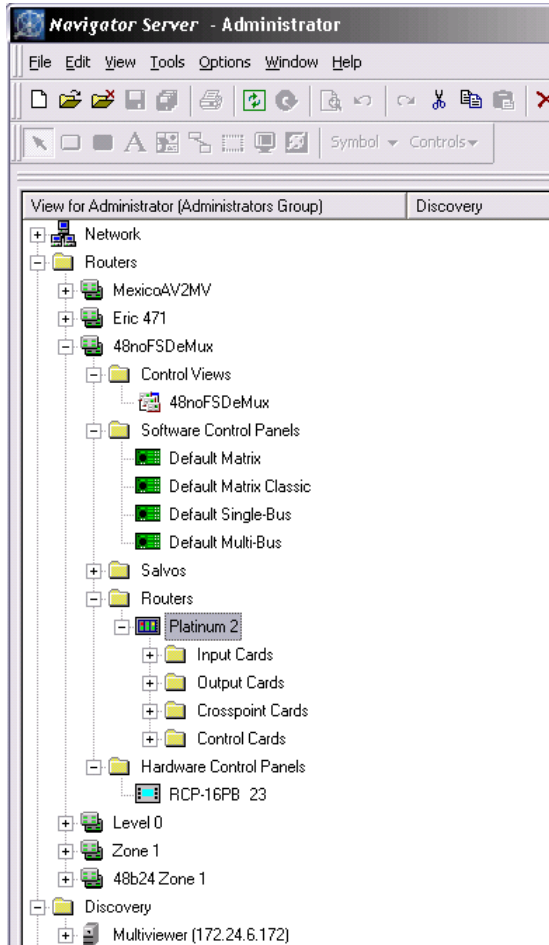 Navigator Server - Administrator
File Edit View Tools Options Window Help
Symbol Controls
View for Administrator (Administrators Group) Discovery
Network
Routers
MexicoAV2MV
Eric 471
48noFSDeMux
Control Views
48noFSDeMux
Software Control Panels
Default Matrix
Default Matrix Classic
Default Single-Bus
Default Multi-Bus
Salvos
Routers
Platinum 2
Input Cards
Output Cards
Crosspoint Cards
Control Cards
Hardware Control Panels
RCP-16PB 23
Level 0
Zone 1
48b24 Zone 1
Discovery
Multiviewer (172.24.6.172)